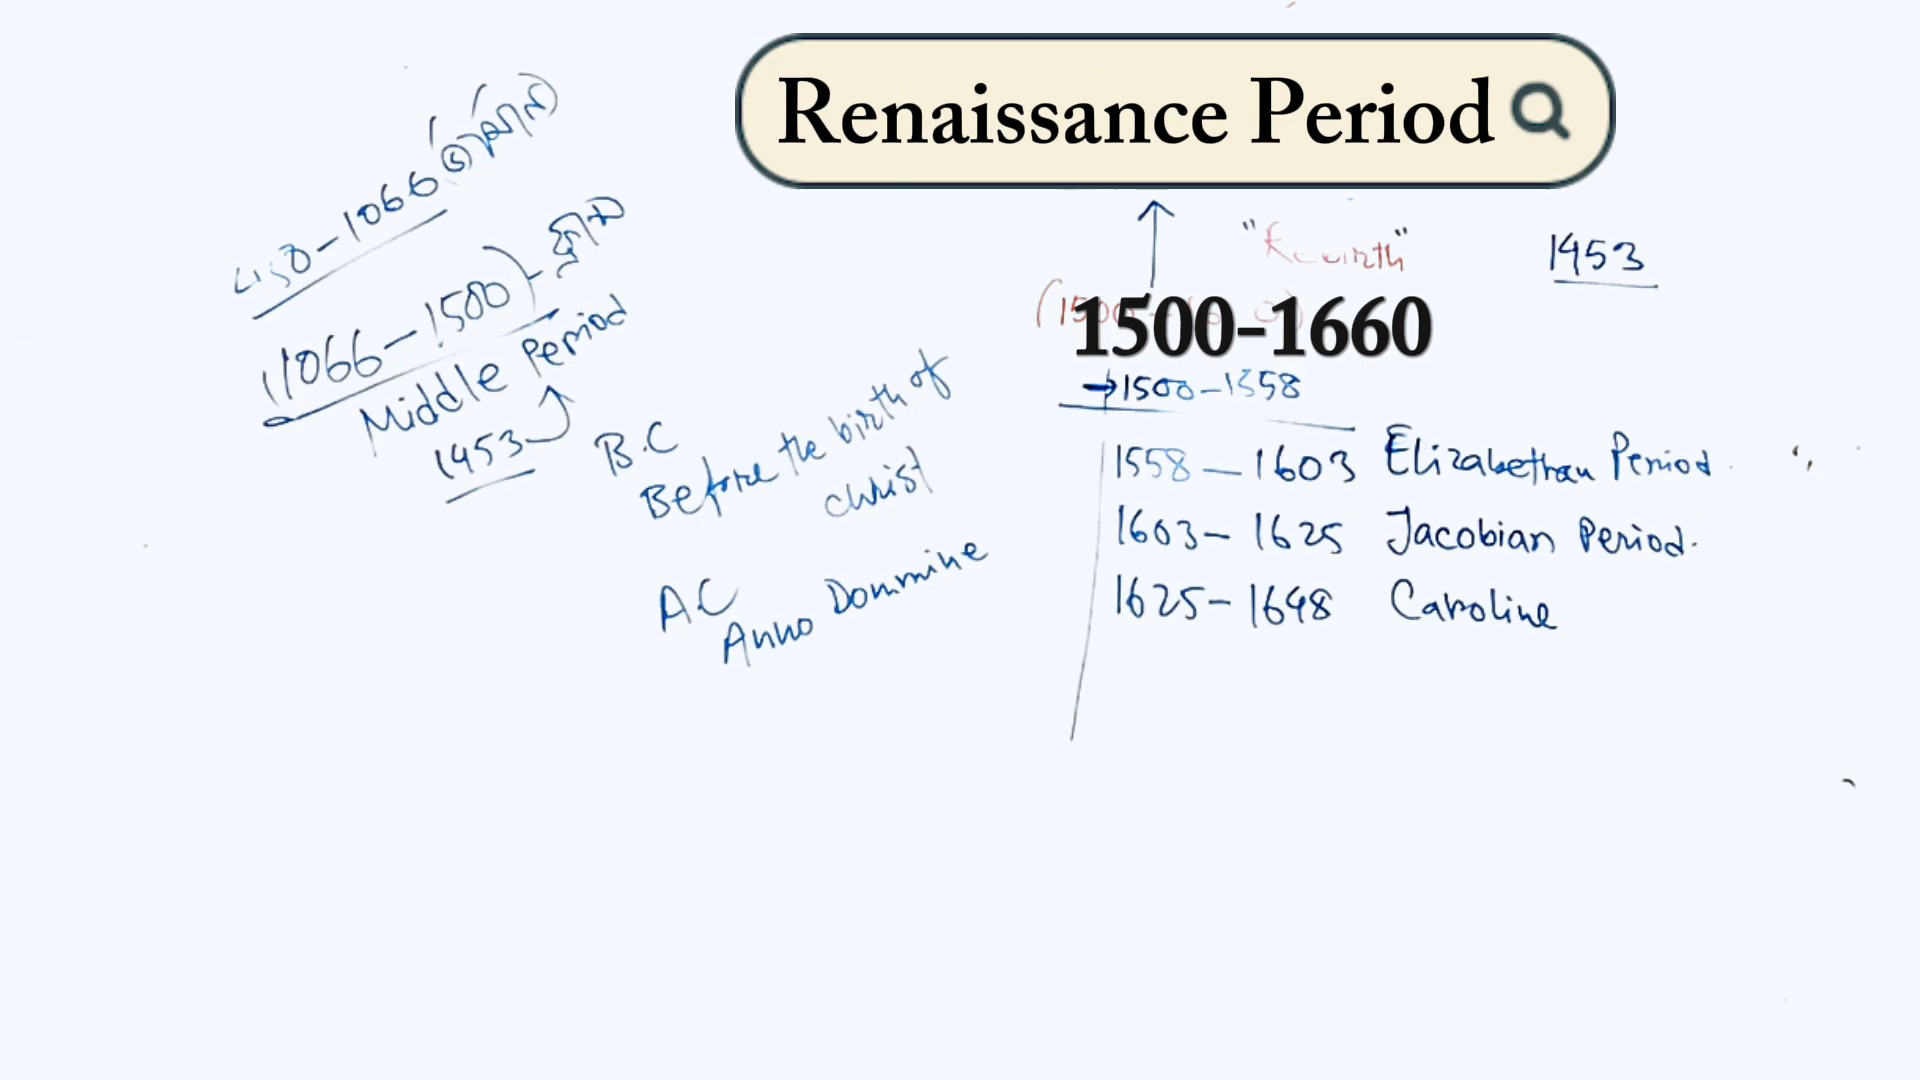 Renaissance Period
450-1066
"Rebirth"
1453
1500-1660
(1066-1500)-
Middle Period
1453
→1500-1558
B.C
Before the birth of
christ
1558-1603 Elizabethan Period
1603-1625 Jacobian Period.
1625-1648 Caroline
AC
Anno Dommine